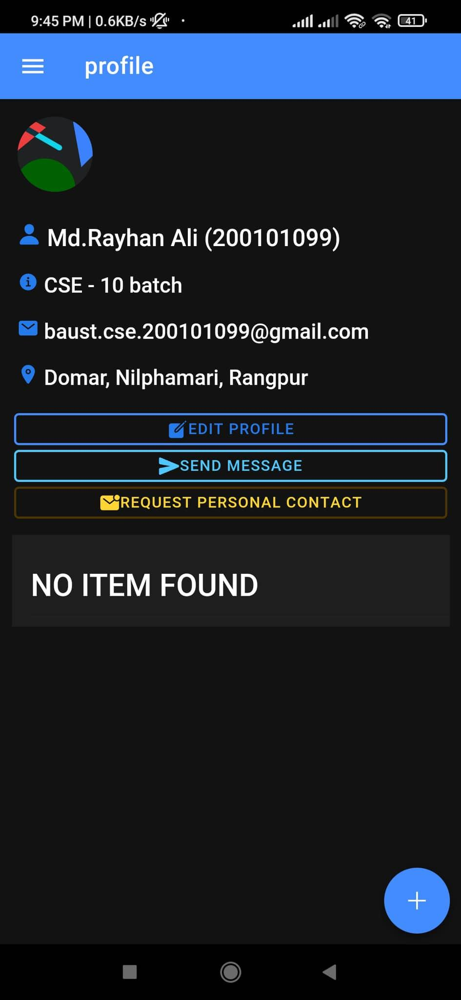 9:45 PM | 0.6KB/s
41
profile
Md.Rayhan Ali (200101099)
CSE - 10 batch
baust.cse.200101099@gmail.com
Domar, Nilphamari, Rangpur
EDIT PROFILE
SEND MESSAGE
REQUEST PERSONAL CONTACT
NO ITEM FOUND